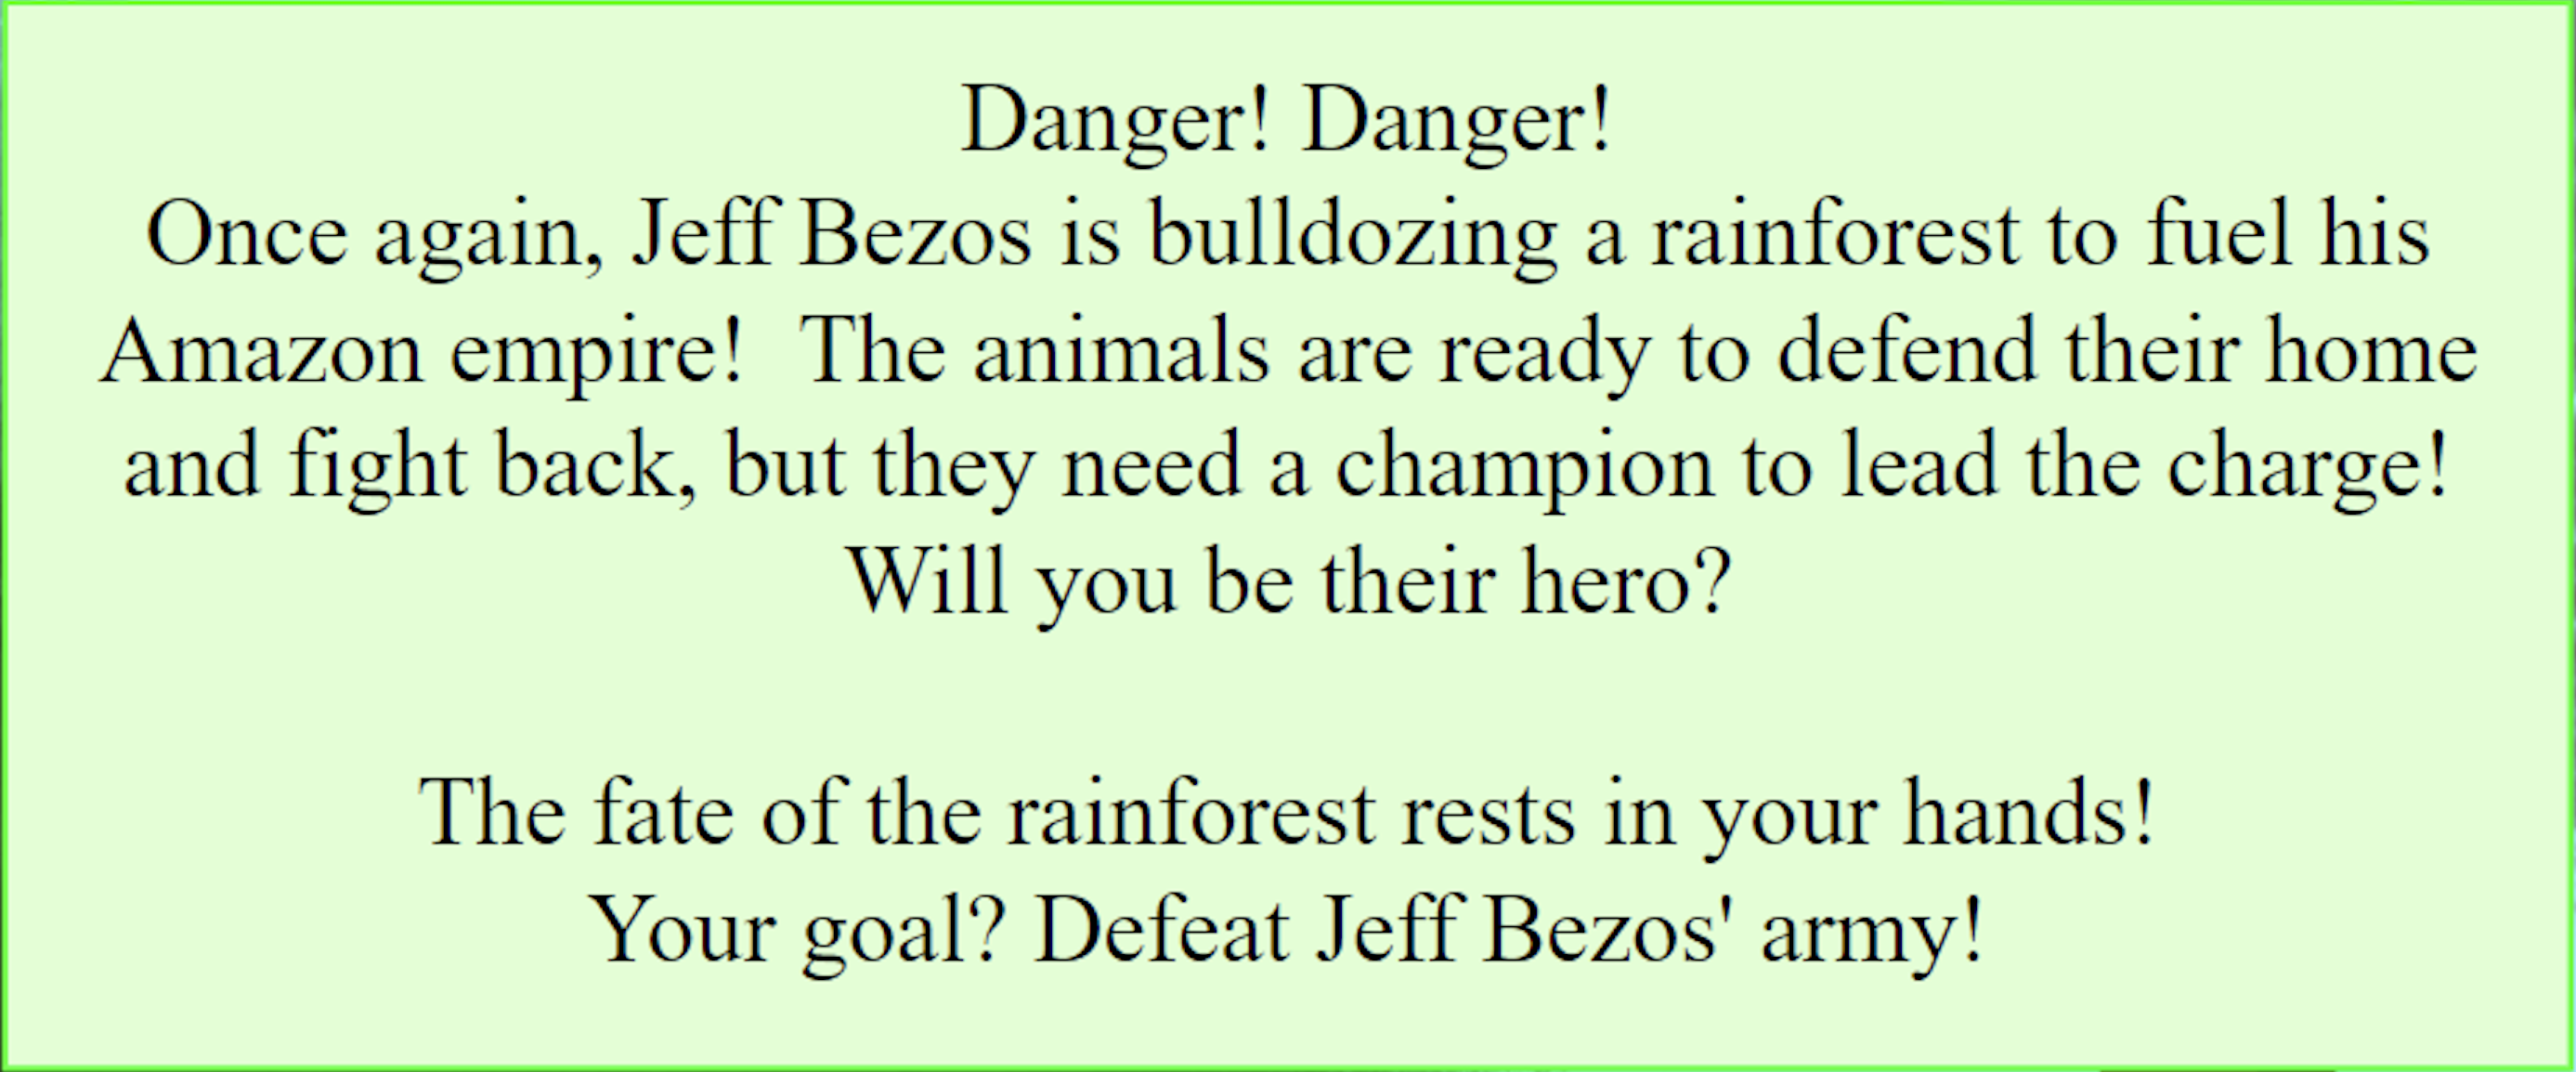 Danger! Danger!
Once again, Jeff Bezos is bulldozing a rainforest to fuel his
Amazon empire!  The animals are ready to defend their home
and fight back, but they need a champion to lead the charge!
Will you be their hero?
The fate of the rainforest rests in your hands!
Your goal? Defeat Jeff Bezos' army!